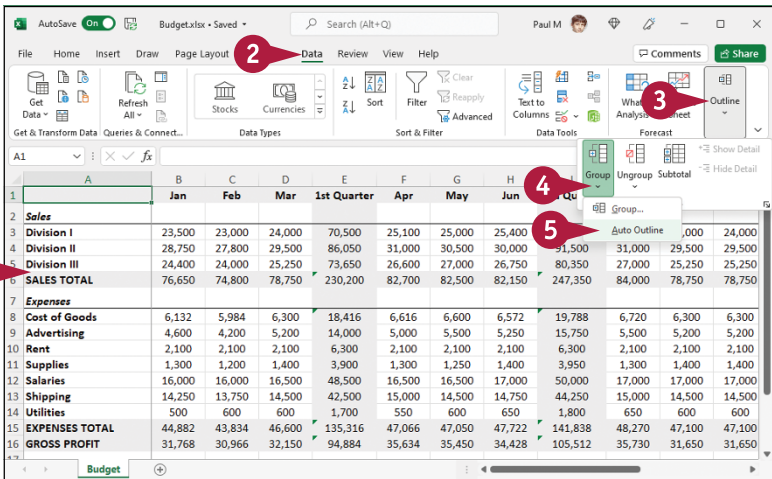 AutoSave On Budget.xlsx • Saved Search (Alt+Q) Paul M
File Home Insert Draw Page Layout 2 Data Review View Help Comments Share
Get Data Refresh All Stocks Currencies Sort Filter Clear Reapply Advanced Text to Columns Outline 3
Get & Transform Data Queries & Connect... Data Types Sort & Filter Data Tools Forecast
A1 fx
4 Group Ungroup Subtotal Show Detail Hide Detail
Group...
5 Auto Outline
A B C D E F G H
1 Jan Feb Mar 1st Quarter Apr May Jun
2 Sales
3 Division I 23,500 23,000 24,000 70,500 25,100 25,000 25,400 24,000
4 Division II 28,750 27,800 29,500 86,050 31,000 30,500 30,000 91,500 31,000 29,500 29,500
5 Division III 24,400 24,000 25,250 73,650 26,600 27,000 26,750 80,350 27,000 25,250 25,250
6 SALES TOTAL 76,650 74,800 78,750 230,200 82,700 82,500 82,150 247,350 84,000 78,750 78,750
7 Expenses
8 Cost of Goods 6,132 5,984 6,300 18,416 6,616 6,600 6,572 19,788 6,720 6,300 6,300
9 Advertising 4,600 4,200 5,200 14,000 5,000 5,500 5,250 15,750 5,500 5,200 5,200
10 Rent 2,100 2,100 2,100 6,300 2,100 2,100 2,100 6,300 2,100 2,100 2,100
11 Supplies 1,300 1,200 1,400 3,900 1,300 1,250 1,400 3,950 1,300 1,400 1,400
12 Salaries 16,000 16,000 16,500 48,500 16,500 16,500 17,000 50,000 17,000 17,000 17,000
13 Shipping 14,250 13,750 14,500 42,500 15,000 14,500 14,750 44,250 15,000 14,500 14,500
14 Utilities 500 600 600 1,700 550 600 650 1,800 650 600 600
15 EXPENSES TOTAL 44,882 43,834 46,600 135,316 47,066 47,050 47,722 141,838 48,270 47,100 47,100
16 GROSS PROFIT 31,768 30,966 32,150 94,884 35,634 35,450 34,428 105,512 35,730 31,650 31,650
Budget